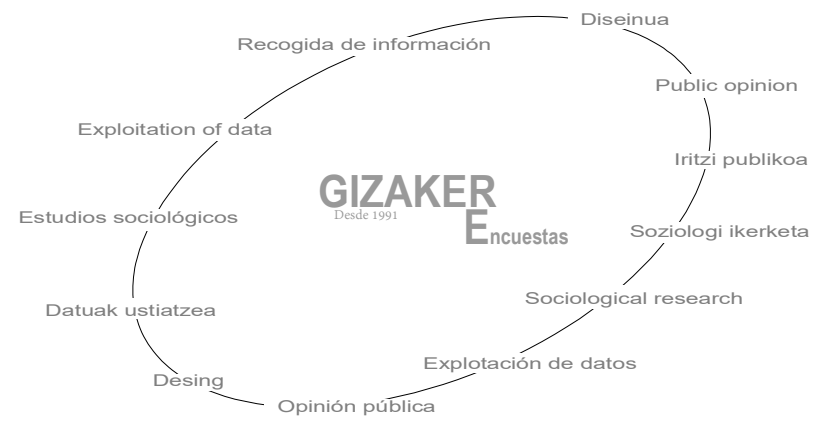 Diseinua
Recogida de información
Public opinion
Exploitation of data
Iritzi publikoa
GIZAKER
Desde 1991
Encuestas
Estudios sociológicos
Soziologi ikerketa
Sociological research
Datuak ustiatzea
Explotación de datos
Desing
Opinión pública